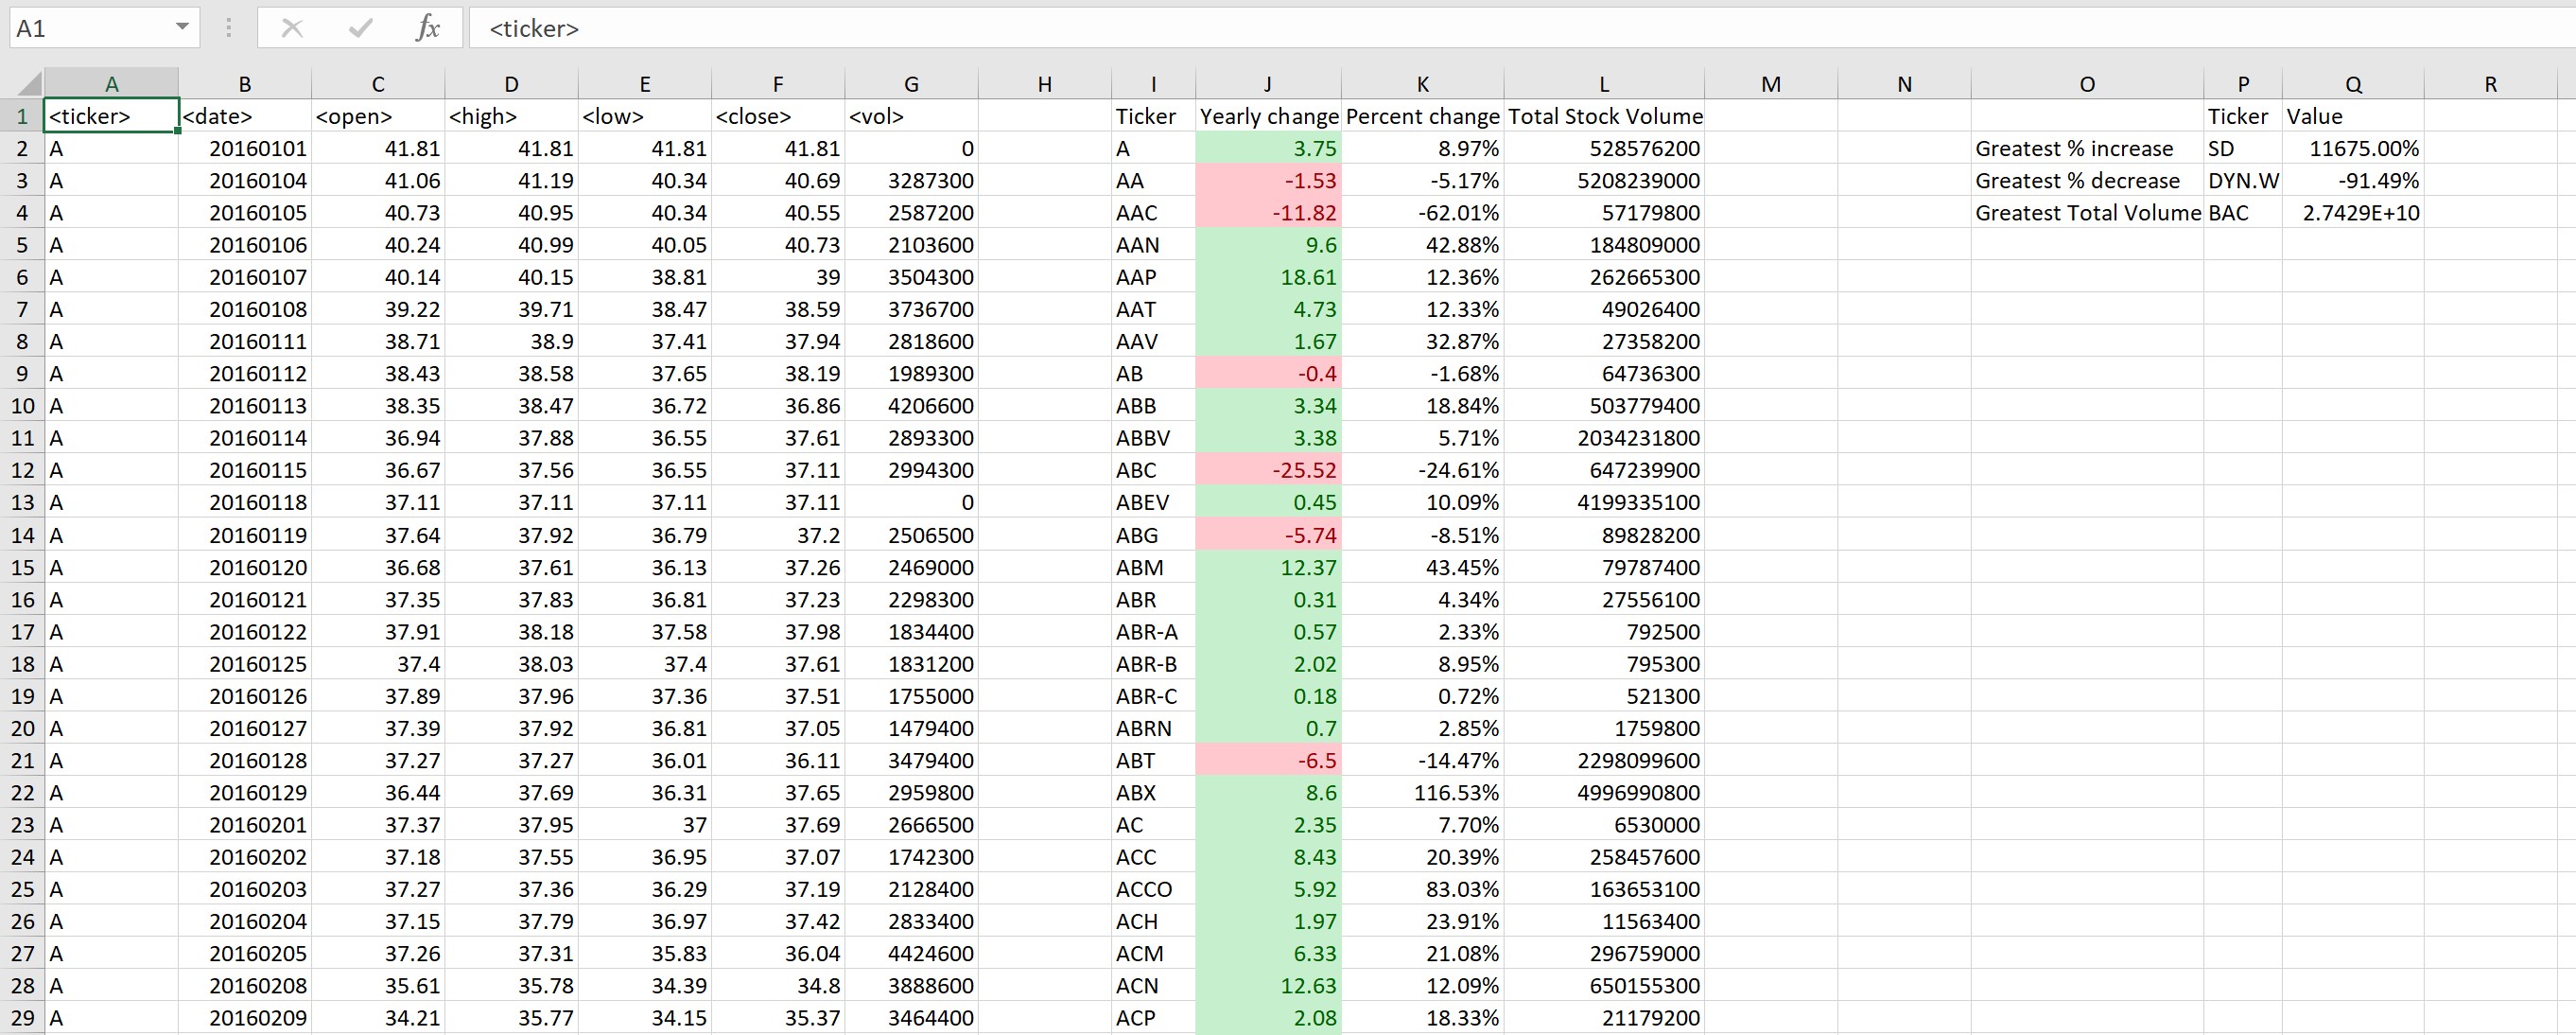 A1 fx <ticker>
A B C D E F G H I J K L M N O P Q R
1 <ticker> <date> <open> <high> <low> <close> <vol> Ticker Yearly change Percent change Total Stock Volume Ticker Value
2 A 20160101 41.81 41.81 41.81 41.81 0 A 3.75 8.97% 528576200 Greatest % increase SD 11675.00%
3 A 20160104 41.06 41.19 40.34 40.69 3287300 AA -1.53 -5.17% 5208239000 Greatest % decrease DYN.W -91.49%
4 A 20160105 40.73 40.95 40.34 40.55 2587200 AAC -11.82 -62.01% 57179800 Greatest Total Volume BAC 2.7429E+10
5 A 20160106 40.24 40.99 40.05 40.73 2103600 AAN 9.6 42.88% 184809000
6 A 20160107 40.14 40.15 38.81 39 3504300 AAP 18.61 12.36% 262665300
7 A 20160108 39.22 39.71 38.47 38.59 3736700 AAT 4.73 12.33% 49026400
8 A 20160111 38.71 38.9 37.41 37.94 2818600 AAV 1.67 32.87% 27358200
9 A 20160112 38.43 38.58 37.65 38.19 1989300 AB -0.4 -1.68% 64736300
10 A 20160113 38.35 38.47 36.72 36.86 4206600 ABB 3.34 18.84% 503779400
11 A 20160114 36.94 37.88 36.55 37.61 2893300 ABBV 3.38 5.71% 2034231800
12 A 20160115 36.67 37.56 36.55 37.11 2994300 ABC -25.52 -24.61% 647239900
13 A 20160118 37.11 37.11 37.11 37.11 0 ABEV 0.45 10.09% 4199335100
14 A 20160119 37.64 37.92 36.79 37.2 2506500 ABG -5.74 -8.51% 89828200
15 A 20160120 36.68 37.61 36.13 37.26 2469000 ABM 12.37 43.45% 79787400
16 A 20160121 37.35 37.83 36.81 37.23 2298300 ABR 0.31 4.34% 27556100
17 A 20160122 37.91 38.18 37.58 37.98 1834400 ABR-A 0.57 2.33% 792500
18 A 20160125 37.4 38.03 37.4 37.61 1831200 ABR-B 2.02 8.95% 795300
19 A 20160126 37.89 37.96 37.36 37.51 1755000 ABR-C 0.18 0.72% 521300
20 A 20160127 37.39 37.92 36.81 37.05 1479400 ABRN 0.7 2.85% 1759800
21 A 20160128 37.27 37.27 36.01 36.11 3479400 ABT -6.5 -14.47% 2298099600
22 A 20160129 36.44 37.69 36.31 37.65 2959800 ABX 8.6 116.53% 4996990800
23 A 20160201 37.37 37.95 37 37.69 2666500 AC 2.35 7.70% 6530000
24 A 20160202 37.18 37.55 36.95 37.07 1742300 ACC 8.43 20.39% 258457600
25 A 20160203 37.27 37.36 36.29 37.19 2128400 ACCO 5.92 83.03% 163653100
26 A 20160204 37.15 37.79 36.97 37.42 2833400 ACH 1.97 23.91% 11563400
27 A 20160205 37.26 37.31 35.83 36.04 4424600 ACM 6.33 21.08% 296759000
28 A 20160208 35.61 35.78 34.39 34.8 3888600 ACN 12.63 12.09% 650155300
29 A 20160209 34.21 35.77 34.15 35.37 3464400 ACP 2.08 18.33% 21179200